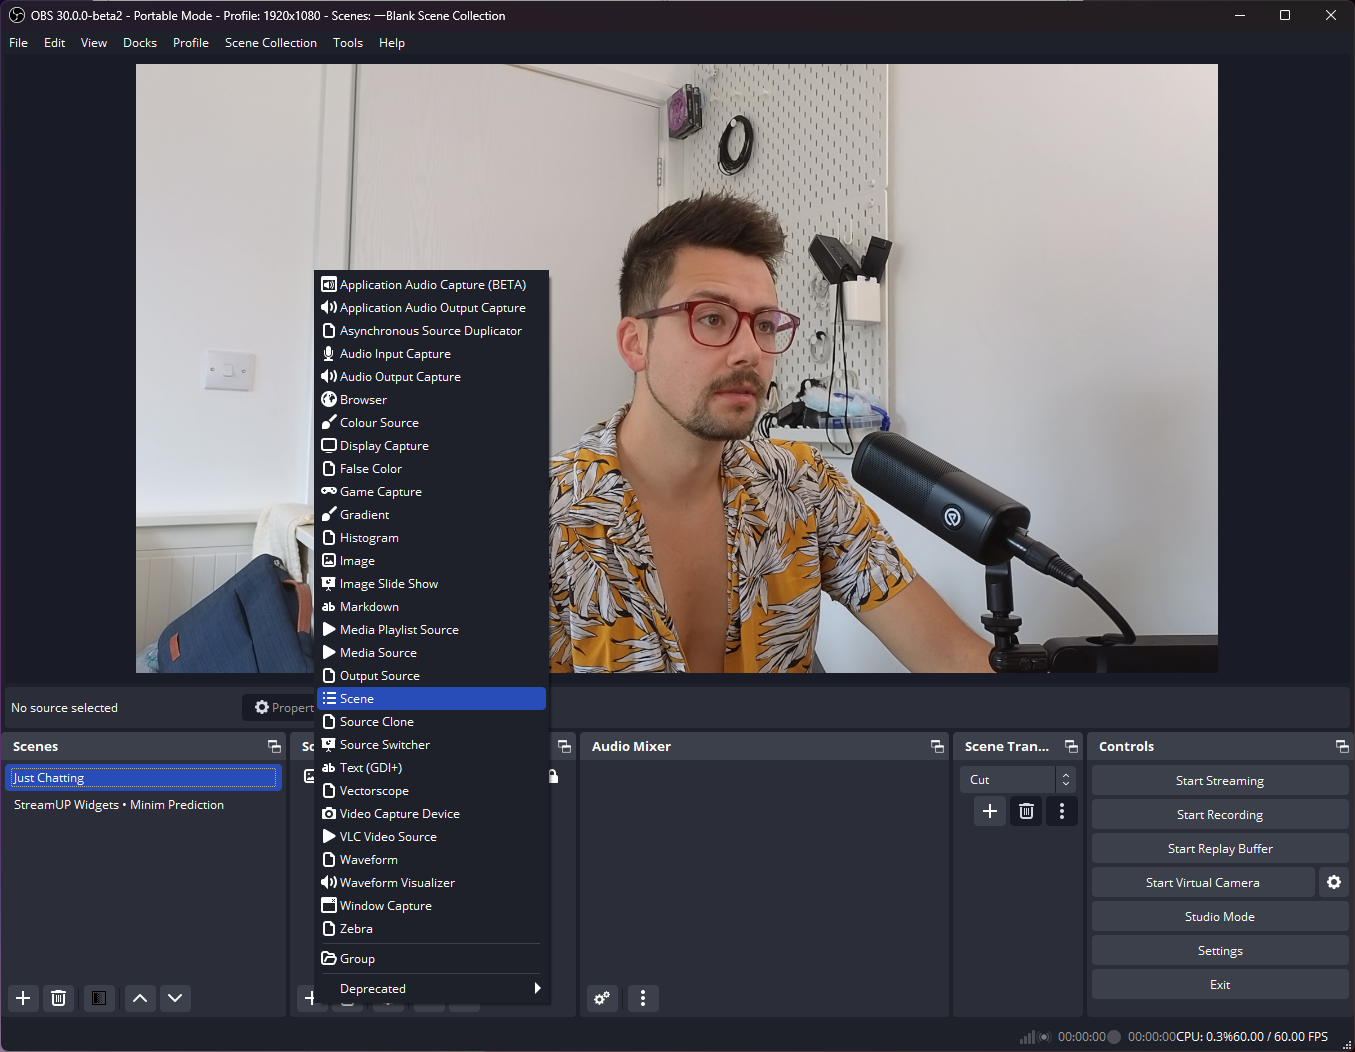 OBS 30.0.0-beta2 - Portable Mode - Profile: 1920x1080 - Scenes: —Blank Scene Collection
File Edit View Docks Profile Scene Collection Tools Help
Application Audio Capture (BETA)
Application Audio Output Capture
Asynchronous Source Duplicator
Audio Input Capture
Audio Output Capture
Browser
Colour Source
Display Capture
False Color
Game Capture
Gradient
Histogram
Image
Image Slide Show
ab Markdown
Media Playlist Source
Media Source
Output Source
Scene
Source Clone
Source Switcher
ab Text (GDI+)
Vectorscope
Video Capture Device
VLC Video Source
Waveform
Waveform Visualizer
Window Capture
Zebra
Group
Deprecated
No source selected
Propert
Scenes
Just Chatting
StreamUP Widgets • Minim Prediction
So
Audio Mixer
Scene Tran...
Cut
Controls
Start Streaming
Start Recording
Start Replay Buffer
Start Virtual Camera
Studio Mode
Settings
Exit
00:00:00 00:00:00 CPU: 0.3% 60.00 / 60.00 FPS